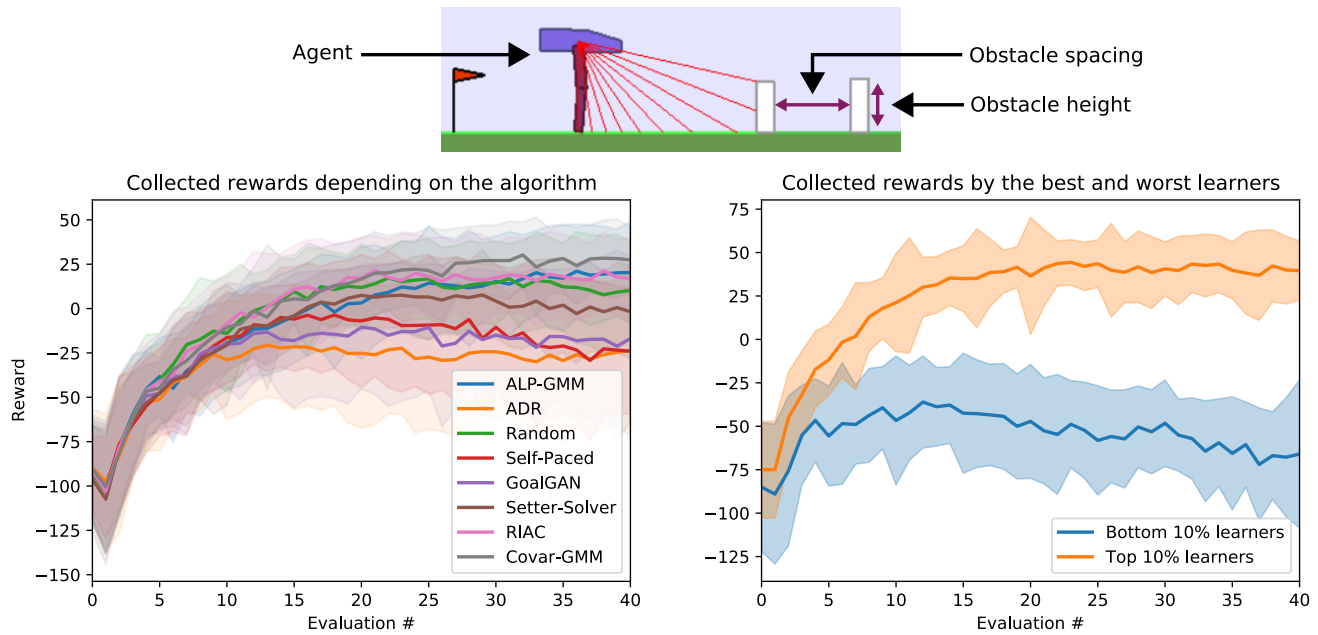 Agent
Obstacle spacing
Obstacle height
Collected rewards depending on the algorithm
50
25
0
−25
−50
−75
−100
−125
−150
Reward
ALP-GMM
ADR
Random
Self-Paced
GoalGAN
Setter-Solver
RIAC
Covar-GMM
0 5 10 15 20 25 30 35 40
Evaluation #
Collected rewards by the best and worst learners
75
50
25
0
−25
−50
−75
−100
−125
Bottom 10% learners
Top 10% learners
0 5 10 15 20 25 30 35 40
Evaluation #